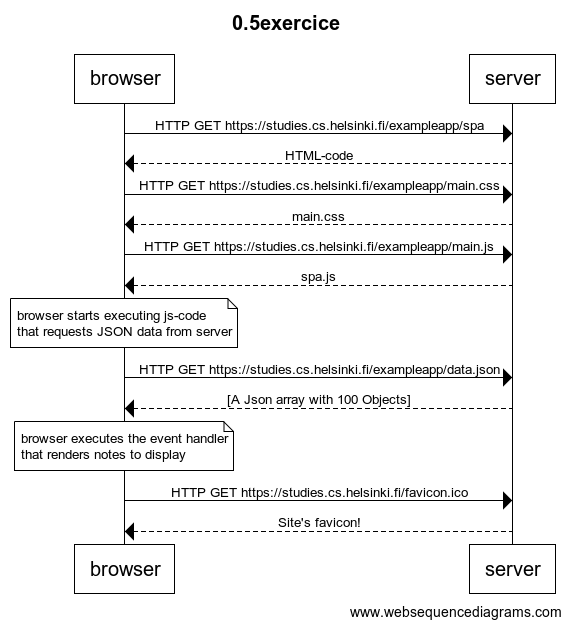 0.5exercice
browser
server
HTTP GET https://studies.cs.helsinki.fi/exampleapp/spa
HTML-code
HTTP GET https://studies.cs.helsinki.fi/exampleapp/main.css
main.css
HTTP GET https://studies.cs.helsinki.fi/exampleapp/main.js
spa.js
browser starts executing js-code
that requests JSON data from server
HTTP GET https://studies.cs.helsinki.fi/exampleapp/data.json
[A Json array with 100 Objects]
browser executes the event handler
that renders notes to display
HTTP GET https://studies.cs.helsinki.fi/favicon.ico
Site's favicon!
browser
server
www.websequencediagrams.com